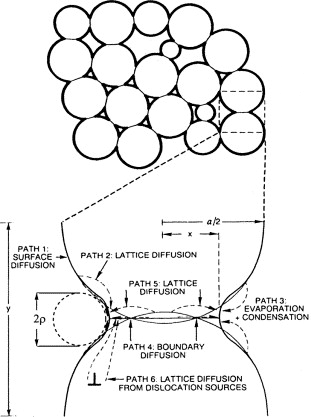 a/2
x
PATH 1:
SURFACE
DIFFUSION
PATH 2: LATTICE DIFFUSION
PATH 5: LATTICE
DIFFUSION
PATH 3:
EVAPORATION
CONDENSATION
y
2ρ
PATH 4: BOUNDARY
DIFFUSION
PATH 6. LATTICE DIFFUSION
FROM DISLOCATION SOURCES